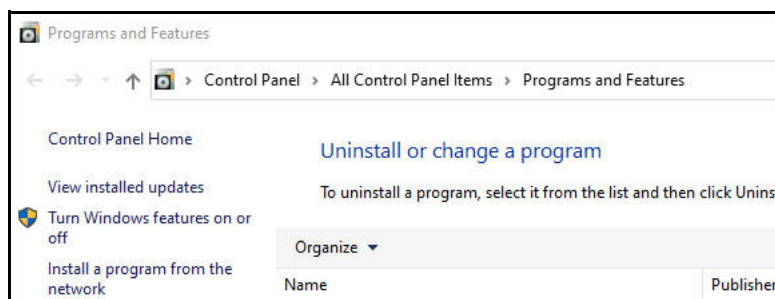 Programs and Features
Control Panel > All Control Panel Items > Programs and Features
Control Panel Home
Uninstall or change a program
View installed updates
To uninstall a program, select it from the list and then click Unins
Turn Windows features on or
off
Organize
Install a program from the
network
Name Publisher